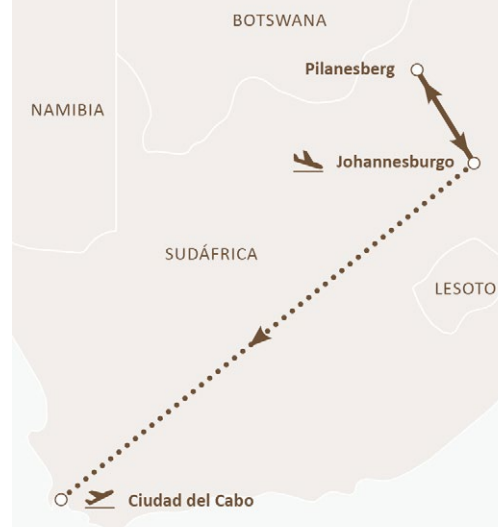 BOTSWANA
Pilanesberg
NAMIBIA
Johannesburgo
SUDÁFRICA
LESOTO
Ciudad del Cabo